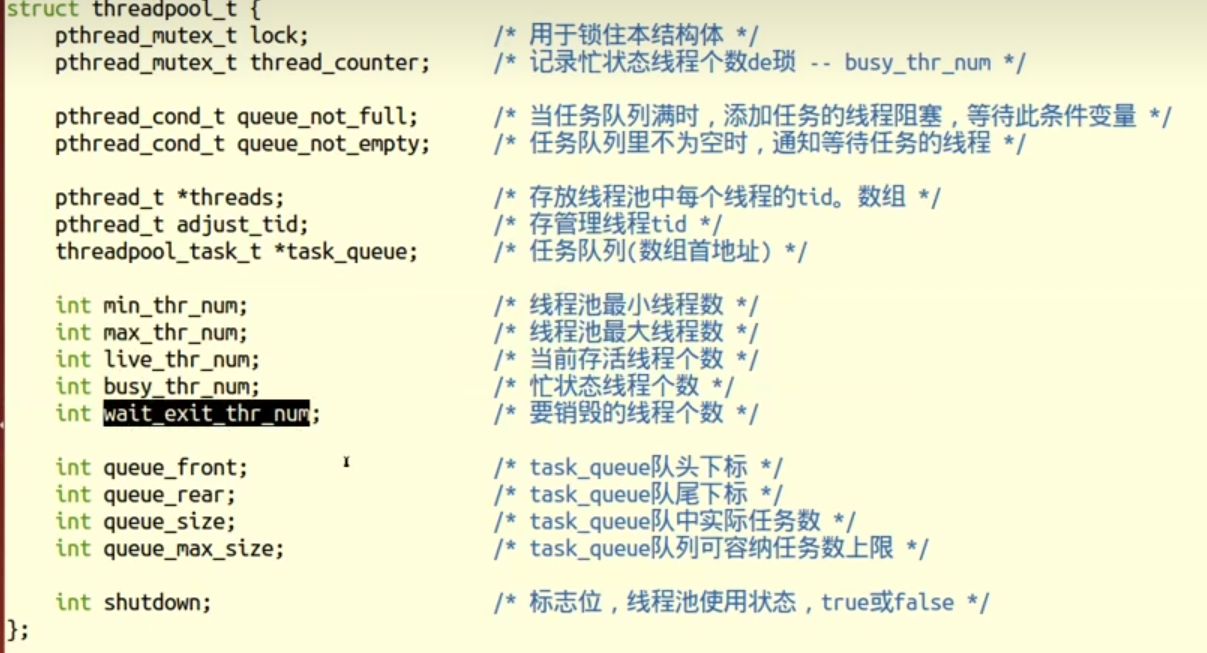 struct threadpool_t {
pthread_mutex_t lock; /* 用于锁住本结构体 */
pthread_mutex_t thread_counter; /* 记录忙状态线程个数de琐 -- busy_thr_num */
pthread_cond_t queue_not_full; /* 当任务队列满时，添加任务的线程阻塞，等待此条件变量 */
pthread_cond_t queue_not_empty; /* 任务队列里不为空时，通知等待任务的线程 */
pthread_t *threads; /* 存放线程池中每个线程的tid。数组 */
pthread_t adjust_tid; /* 存管理线程tid */
threadpool_task_t *task_queue; /* 任务队列(数组首地址) */
int min_thr_num; /* 线程池最小线程数 */
int max_thr_num; /* 线程池最大线程数 */
int live_thr_num; /* 当前存活线程个数 */
int busy_thr_num; /* 忙状态线程个数 */
int wait_exit_thr_num; /* 要销毁的线程个数 */
int queue_front; /* task_queue队头下标 */
int queue_rear; /* task_queue队尾下标 */
int queue_size; /* task_queue队中实际任务数 */
int queue_max_size; /* task_queue队列可容纳任务数上限 */
int shutdown; /* 标志位，线程池使用状态，true或false */
};